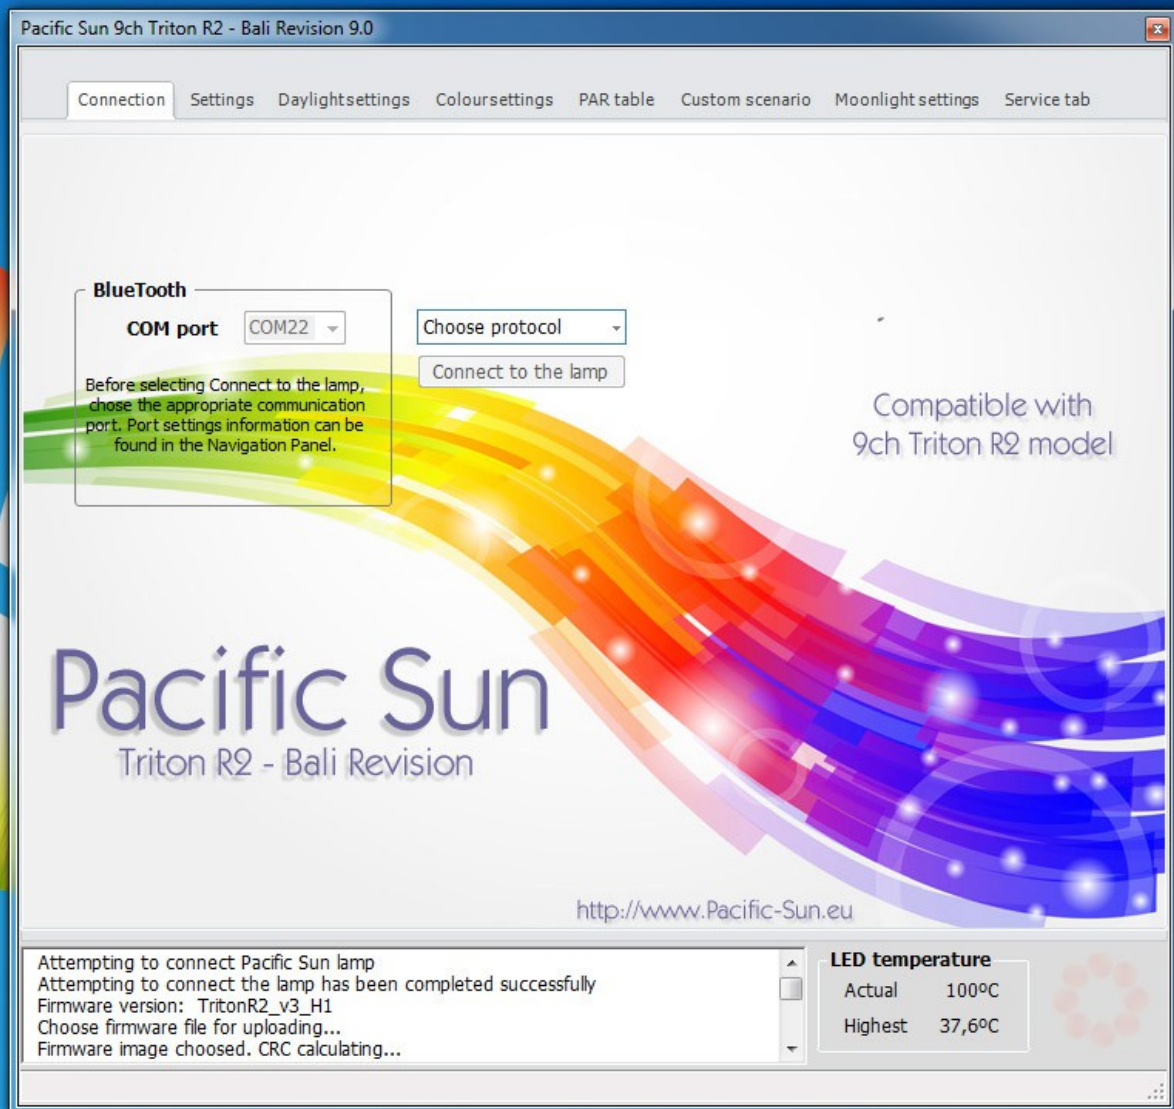 Pacific Sun 9ch Triton R2 - Bali Revision 9.0
Connection Settings Daylightsettings Coloursettings PAR table Custom scenario Moonlight settings Service tab
BlueTooth
COM port COM22
Before selecting Connect to the lamp,
chose the appropriate communication
port. Port settings information can be
found in the Navigation Panel.
Choose protocol
Connect to the lamp
Compatible with
9ch Triton R2 model
Pacific Sun
Triton R2 - Bali Revision
http://www.Pacific-Sun.eu
Attempting to connect Pacific Sun lamp
Attempting to connect the lamp has been completed successfully
Firmware version: TritonR2_v3_H1
Choose firmware file for uploading...
Firmware image choosed. CRC calculating...
LED temperature
Actual 100ºC
Highest 37,6ºC